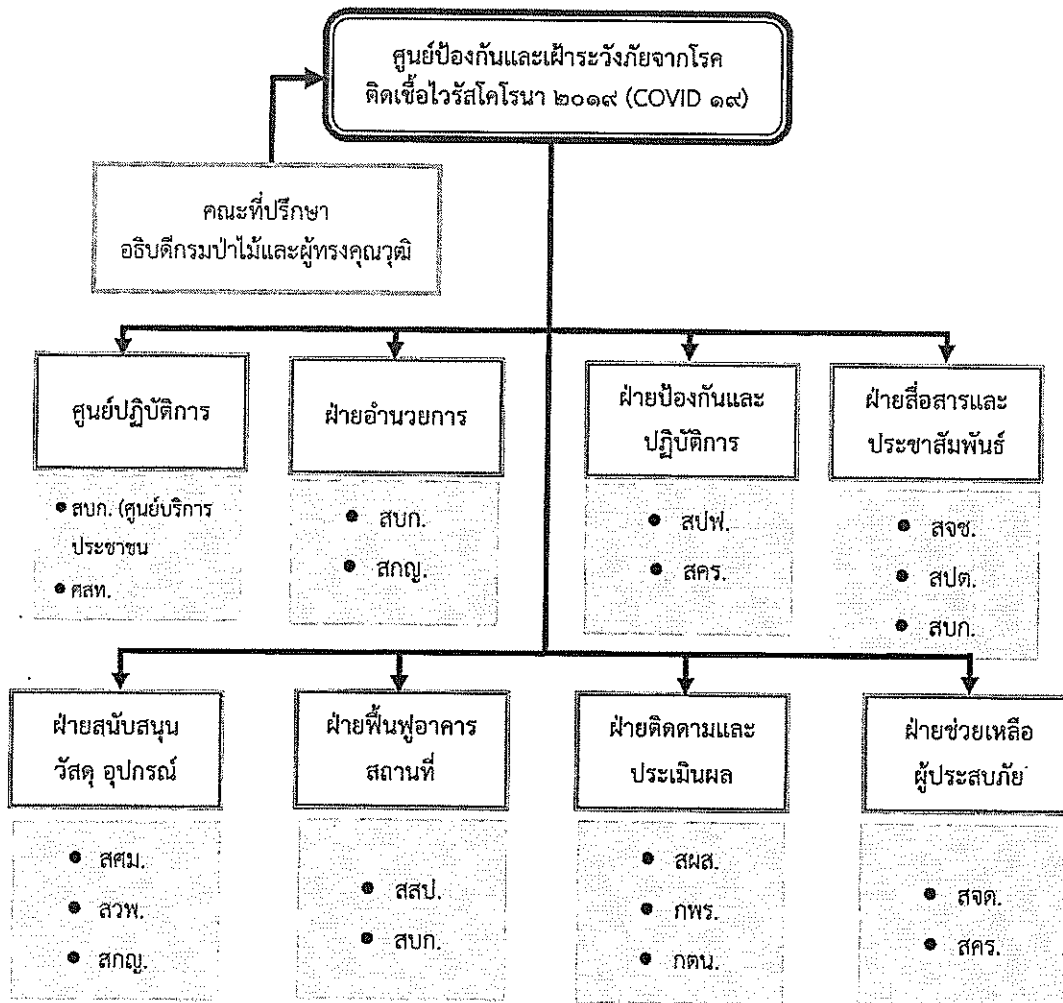 ศูนย์ป้องกันและเฝ้าระวังภัยจากโรค
ติดเชื้อไวรัสโคโรนา ๒๐๑๙ (COVID ๑๙)
คณะที่ปรึกษา
อธิบดีกรมป่าไม้และผู้ทรงคุณวุฒิ
ศูนย์ปฏิบัติการ
● สบก. (ศูนย์บริการ
ประชาชน
● ศสท.
ฝ่ายอำนวยการ
● สบก.
● สกญ.
ฝ่ายป้องกันและ
ปฏิบัติการ
● สปฟ.
● สคร.
ฝ่ายสื่อสารและ
ประชาสัมพันธ์
● สจช.
● สปต.
● สบก.
ฝ่ายสนับสนุน
วัสดุ อุปกรณ์
● สศม.
● สวพ.
● สกญ.
ฝ่ายฟื้นฟูอาคาร
สถานที่
● สสป.
● สบก.
ฝ่ายติดตามและ
ประเมินผล
● สผส.
● กพร.
● กตน.
ฝ่ายช่วยเหลือ
ผู้ประสบภัย
● สจด.
● สคร.